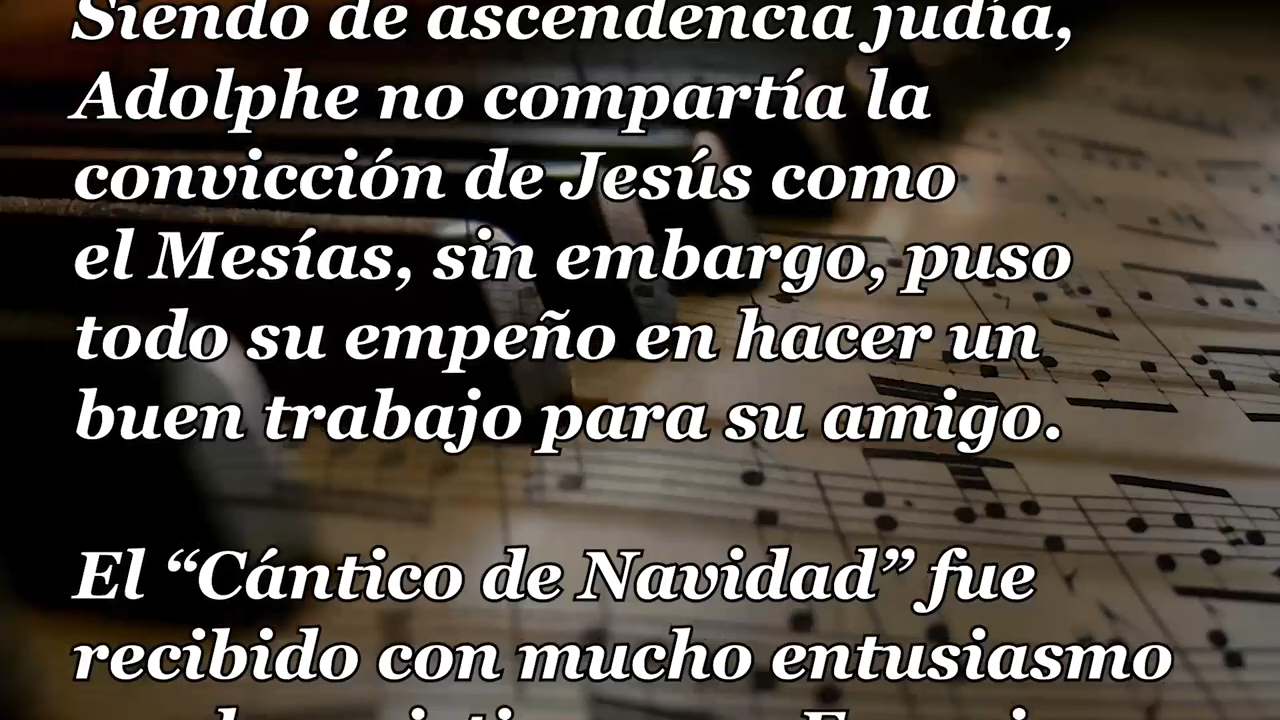 Siendo de ascendencia judía,
Adolphe no compartía la
convicción de Jesús como
el Mesías, sin embargo, puso
todo su empeño en hacer un
buen trabajo para su amigo.
El “Cántico de Navidad” fue
recibido con mucho entusiasmo